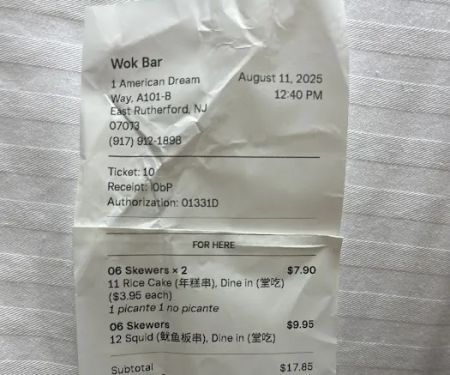 Wok Bar
1 American Dream
Way, A101-B
East Rutherford, NJ
07073
(917) 912-1898
August 11, 2025
12:40 PM
Ticket: 10
Receipt: l0bP
Authorization: 01331D
FOR HERE
06 Skewers × 2 $7.90
11 Rice Cake (年糕串), Dine in (堂吃)
($3.95 each)
1 picante 1 no picante
06 Skewers $9.95
12 Squid (鱿鱼板串), Dine in (堂吃)
Subtotal $17.85